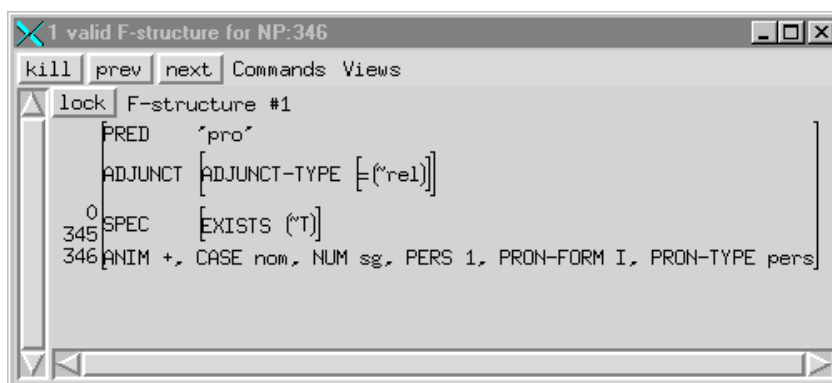 1 valid F-structure for NP:346
kill prev next Commands Views
lock F-structure #1
PRED 'pro'
ADJUNCT [ADJUNCT-TYPE [=(~rel)]]
0
345 SPEC [EXISTS (~T)]
346 ANIM +, CASE nom, NUM sg, PERS 1, PRON-FORM I, PRON-TYPE pers